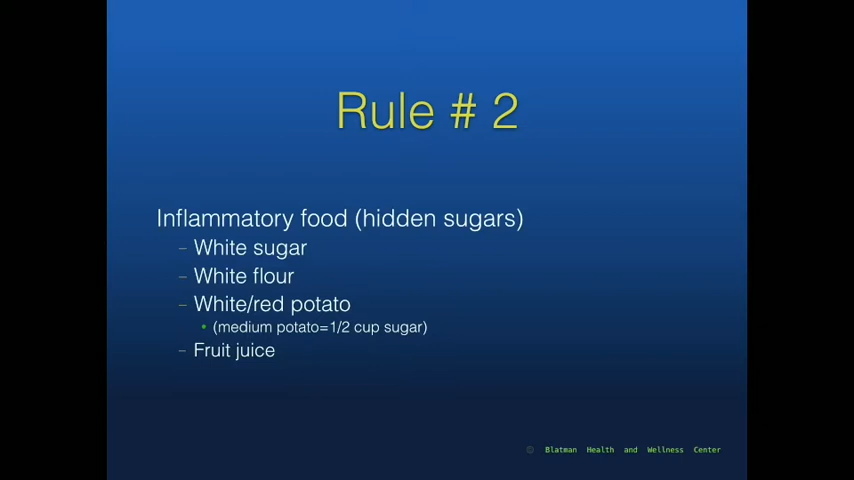 Rule # 2
Inflammatory food (hidden sugars)
– White sugar
– White flour
– White/red potato
• (medium potato=1/2 cup sugar)
– Fruit juice
Blatman Health and Wellness Center